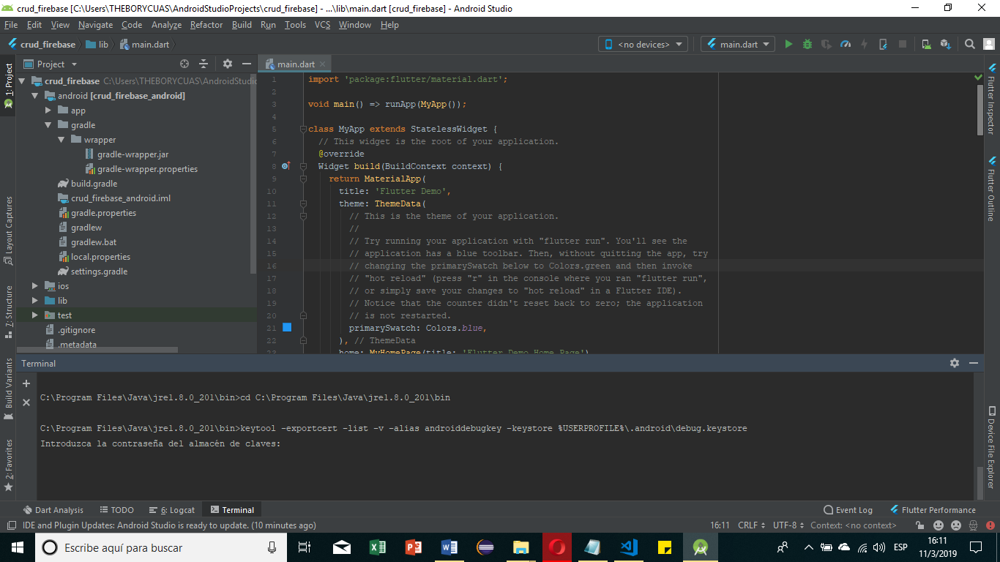 crud_firebase [C:\Users\THEBORYCUAS\AndroidStudioProjects\crud_firebase] - ...\lib\main.dart [crud_firebase] - Android Studio
File Edit View Navigate Code Analyze Refactor Build Run Tools VCS Window Help
crud_firebase lib main.dart <no devices> main.dart
Project main.dart
crud_firebase C:\Users\THEBORYCUAS\AndroidStudio
android [crud_firebase_android]
app
gradle
wrapper
gradle-wrapper.jar
gradle-wrapper.properties
build.gradle
crud_firebase_android.iml
gradle.properties
gradlew
gradlew.bat
local.properties
settings.gradle
ios
lib
test
.gitignore
.metadata
1: Project
Layout Captures
7: Structure
Build Variants
2: Favorites
1 import 'package:flutter/material.dart';
2
3 void main() => runApp(MyApp());
4
5 class MyApp extends StatelessWidget {
6 // This widget is the root of your application.
7 @override
8 Widget build(BuildContext context) {
9 return MaterialApp(
10 title: 'Flutter Demo',
11 theme: ThemeData(
12 // This is the theme of your application.
13 //
14 // Try running your application with "flutter run". You'll see the
15 // application has a blue toolbar. Then, without quitting the app, try
16 // changing the primarySwatch below to Colors.green and then invoke
17 // "hot reload" (press "r" in the console where you ran "flutter run",
18 // or simply save your changes to "hot reload" in a Flutter IDE).
19 // Notice that the counter didn't reset back to zero; the application
20 // is not restarted.
21 primarySwatch: Colors.blue,
22 ), // ThemeData
23 home: MyHomePage(title: 'Flutter Demo Home Page')
Flutter Inspector
Flutter Outline
Device File Explorer
Terminal
C:\Program Files\Java\jre1.8.0_201\bin>cd C:\Program Files\Java\jre1.8.0_201\bin
C:\Program Files\Java\jre1.8.0_201\bin>keytool -exportcert -list -v -alias androiddebugkey -keystore %USERPROFILE%\.android\debug.keystore
Introduzca la contraseña del almacén de claves:
Dart Analysis TODO 6: Logcat Terminal Event Log Flutter Performance
IDE and Plugin Updates: Android Studio is ready to update. (10 minutes ago) 16:11 CRLF UTF-8 Context: <no context>
Escribe aquí para buscar ESP 16:11
11/3/2019